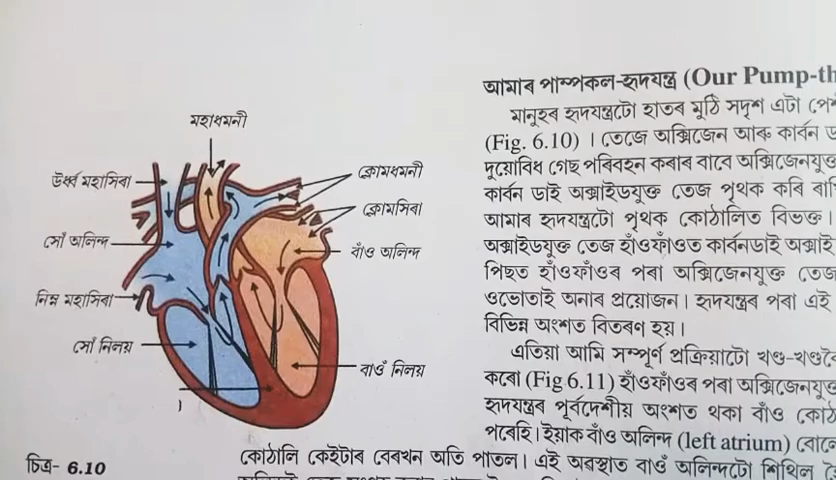 মহাধমনী
ঊৰ্ধ্ব মহাসিৰা
সোঁ অলিন্দ
নিম্ন মহাসিৰা
সোঁ নিলয়
ক্লোমধমনী
ক্লোমসিৰা
বাঁও অলিন্দ
বাওঁ নিলয়
চিত্ৰ- 6.10
আমাৰ পাম্পকল-হৃদযন্ত্ৰ (Our Pump-th
মানুহৰ হৃদযন্ত্ৰটো হাতৰ মুঠি সদৃশ এটা
(Fig. 6.10) । তেজে অক্সিজেন আৰু কাৰ্বন
দুয়োবিধ গেছ পৰিবহন কৰাৰ বাবে অক্সিজেনযুক্ত
কাৰ্বন ডাই অক্সাইডযুক্ত তেজ পৃথক কৰি
আমাৰ হৃদযন্ত্ৰটো পৃথক কোঠালিত বিভক্ত ।
অক্সাইডযুক্ত তেজ হাঁওফাঁওত কাৰ্বনডাই অক্সাই
পিছত হাঁওফাঁওৰ পৰা অক্সিজেনযুক্ত তেজ
ওভোতাই অনাৰ প্ৰয়োজন। হৃদযন্ত্ৰৰ পৰা এই
বিভিন্ন অংশত বিতৰণ হয়।
এতিয়া আমি সম্পূৰ্ণ প্ৰক্ৰিয়াটো
কৰো (Fig 6.11) হাঁওফাঁওৰ পৰা অক্সিজেনযুক্ত
হৃদযন্ত্ৰৰ পূৰ্বদেশীয় অংশত থকা বাঁও
পৰেহি। ইয়াক বাঁও অলিন্দ (left atrium)
কোঠালি কেইটাৰ বেৰখন অতি পাতল। এই অৱস্থাত বাওঁ অলিন্দটো শিথিল